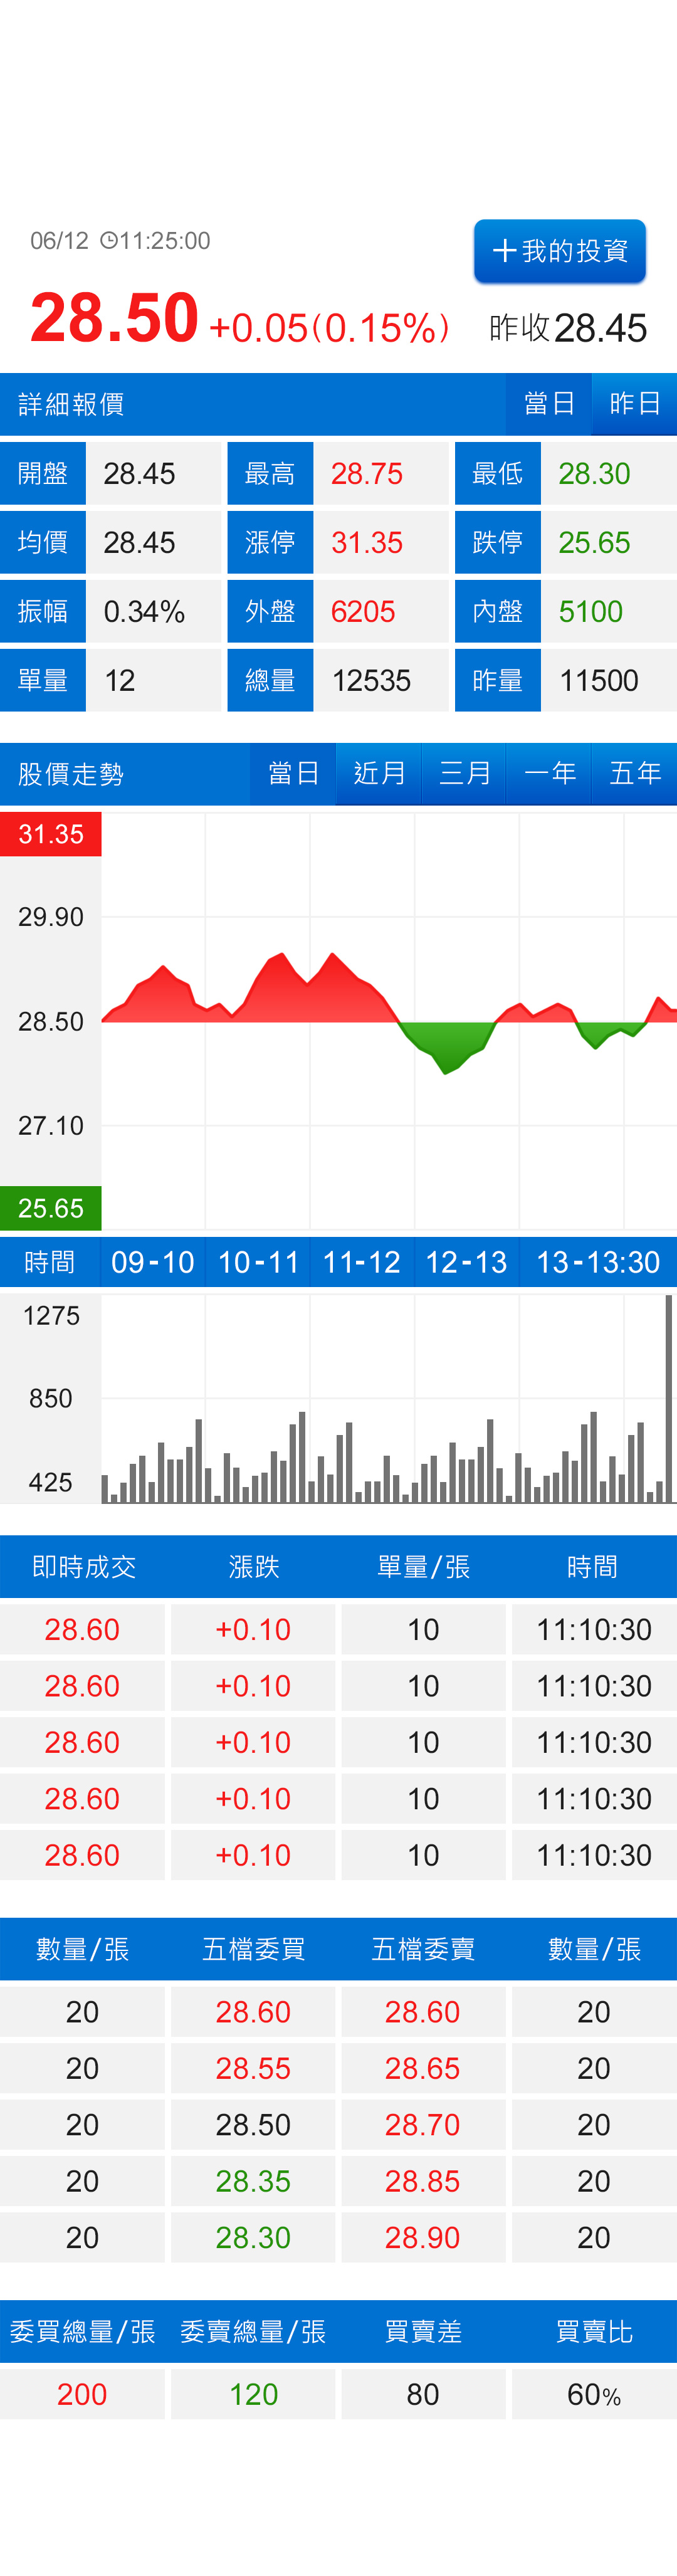 06/12 11:25:00
+我的投資
28.50 +0.05(0.15%) 昨收28.45
詳細報價 當日 昨日
開盤 28.45 最高 28.75 最低 28.30
均價 28.45 漲停 31.35 跌停 25.65
振幅 0.34% 外盤 6205 內盤 5100
單量 12 總量 12535 昨量 11500
股價走勢 當日 近月 三月 一年 五年
31.35
29.90
28.50
27.10
25.65
時間 09-10 10-11 11-12 12-13 13-13:30
1275
850
425
即時成交 漲跌 單量/張 時間
28.60 +0.10 10 11:10:30
28.60 +0.10 10 11:10:30
28.60 +0.10 10 11:10:30
28.60 +0.10 10 11:10:30
28.60 +0.10 10 11:10:30
數量/張 五檔委買 五檔委賣 數量/張
20 28.60 28.60 20
20 28.55 28.65 20
20 28.50 28.70 20
20 28.35 28.85 20
20 28.30 28.90 20
委買總量/張 委賣總量/張 買賣差 買賣比
200 120 80 60%